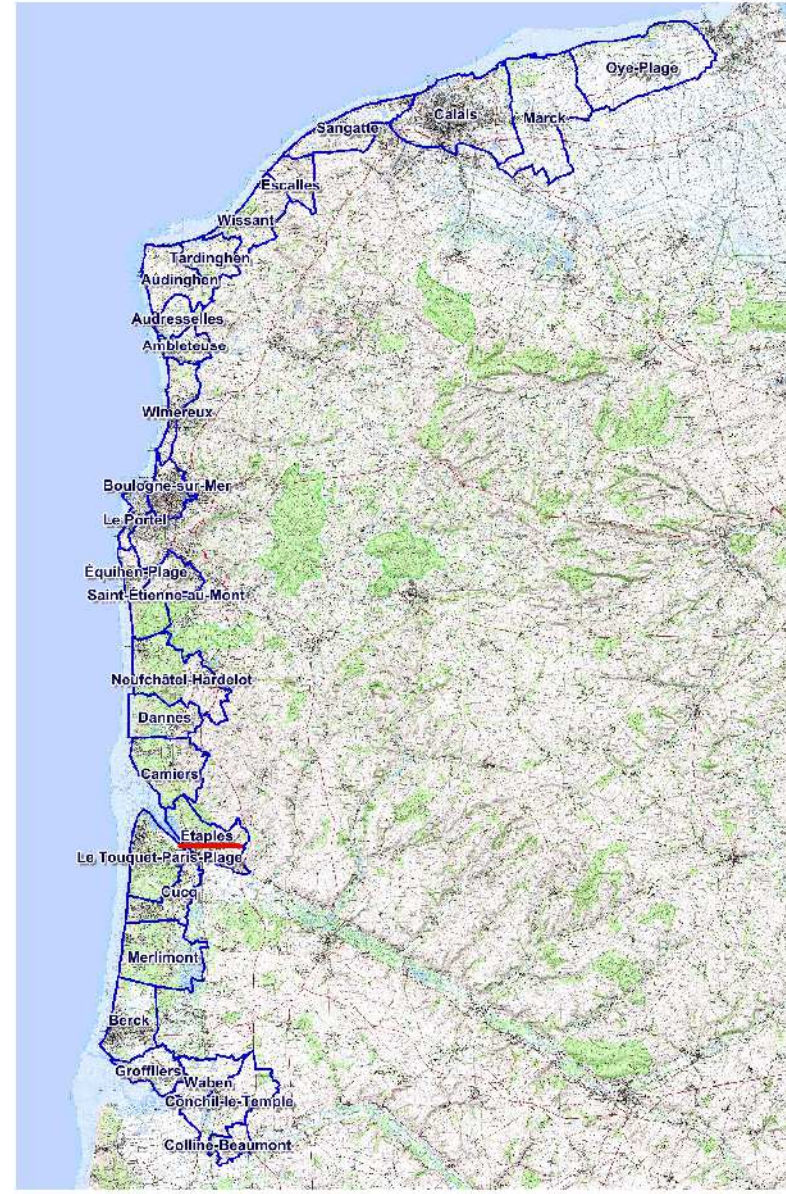 Oye-Plage
Calais
Marck
Sangatte
Escalles
Wissant
Tardinghen
Audinghen
Audresselles
Ambleteuse
Wimereux
Boulogne-sur-Mer
Le Portel
Équihen-Plage
Saint-Étienne-au-Mont
Neufchâtel-Hardelot
Dannes
Camiers
Étaples
Le Touquet-Paris-Plage
Cucq
Merlimont
Berck
Groffliers
Waben
Conchil-le-Temple
Colline-Beaumont